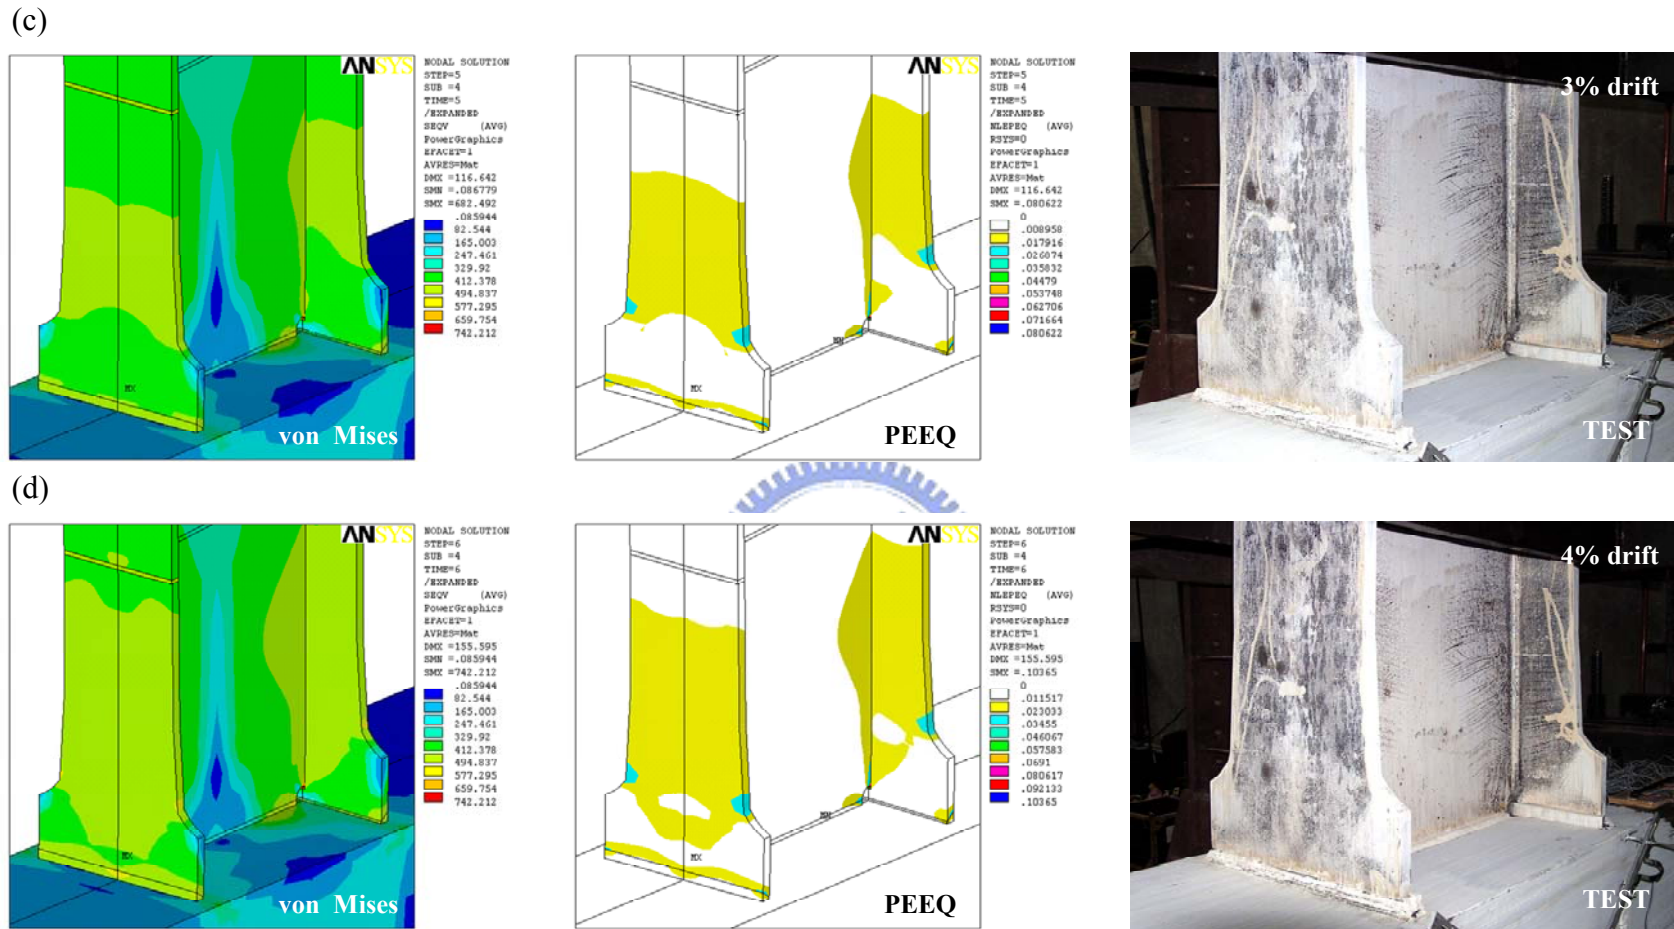 (c)
ANSYS
NODAL SOLUTION
STEP=5
SUB =4
TIME=5
/EXPANDED
SEQV (AVG)
PowerGraphics
EFACET=1
AVRES=Mat
DMX =116.642
SMN =.086779
SMX =682.492
.085944
82.544
165.003
247.461
329.92
412.378
494.837
577.295
659.754
742.212
MX
von Mises
ANSYS
NODAL SOLUTION
STEP=5
SUB =4
TIME=5
/EXPANDED
NLEPEQ (AVG)
RSYS=0
PowerGraphics
EFACET=1
AVRES=Mat
DMX =116.642
SMX =.080622
0
.008958
.017916
.026874
.035832
.04479
.053748
.062706
.071664
.080622
MN
MX
PEEQ
3% drift
TEST
(d)
ANSYS
NODAL SOLUTION
STEP=6
SUB =4
TIME=6
/EXPANDED
SEQV (AVG)
PowerGraphics
EFACET=1
AVRES=Mat
DMX =155.595
SMN =.085944
SMX =742.212
.085944
82.544
165.003
247.461
329.92
412.378
494.837
577.295
659.754
742.212
MX
von Mises
ANSYS
NODAL SOLUTION
STEP=6
SUB =4
TIME=6
/EXPANDED
NLEPEQ (AVG)
RSYS=0
PowerGraphics
EFACET=1
AVRES=Mat
DMX =155.595
SMX =.10365
0
.011517
.023033
.03455
.046067
.057583
.0691
.080617
.092133
.10365
MN
MX
PEEQ
4% drift
TEST